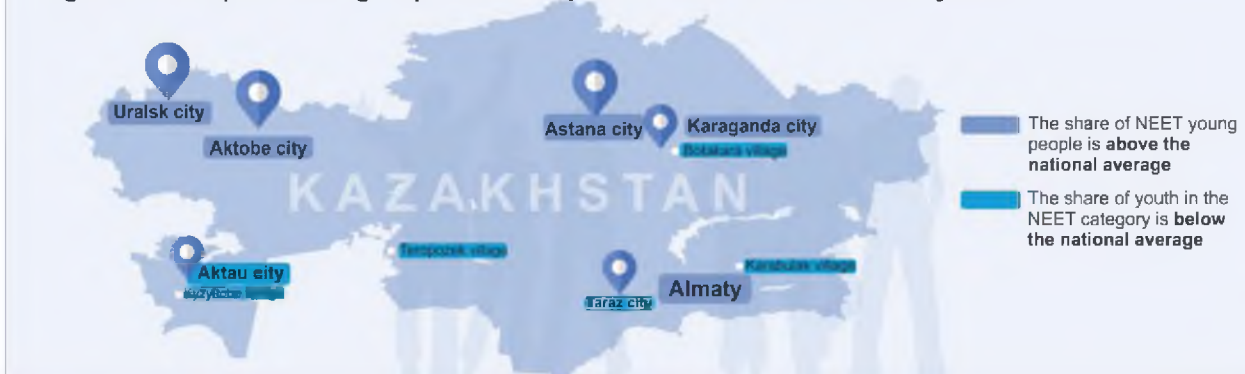 Uralsk city
Aktobe city
Astana city
Karaganda city
Botakara village
KAZAKHSTAN
Aktau city
Terenozek village
Karabulak village
Taraz city
Almaty
The share of NEET young
people is above the
national average
The share of youth in the
NEET category is below
the national average